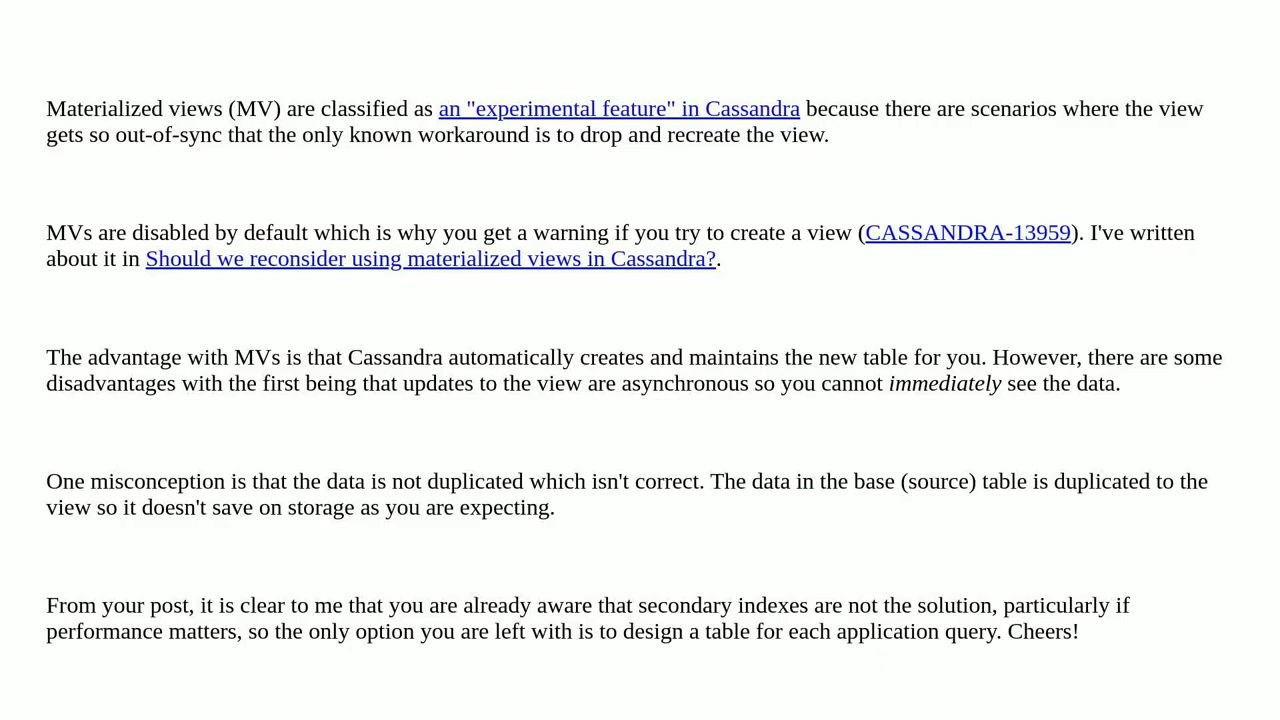 Materialized views (MV) are classified as an "experimental feature" in Cassandra because there are scenarios where the view
gets so out-of-sync that the only known workaround is to drop and recreate the view.
MVs are disabled by default which is why you get a warning if you try to create a view (CASSANDRA-13959). I've written
about it in Should we reconsider using materialized views in Cassandra?.
The advantage with MVs is that Cassandra automatically creates and maintains the new table for you. However, there are some
disadvantages with the first being that updates to the view are asynchronous so you cannot immediately see the data.
One misconception is that the data is not duplicated which isn't correct. The data in the base (source) table is duplicated to the
view so it doesn't save on storage as you are expecting.
From your post, it is clear to me that you are already aware that secondary indexes are not the solution, particularly if
performance matters, so the only option you are left with is to design a table for each application query. Cheers!